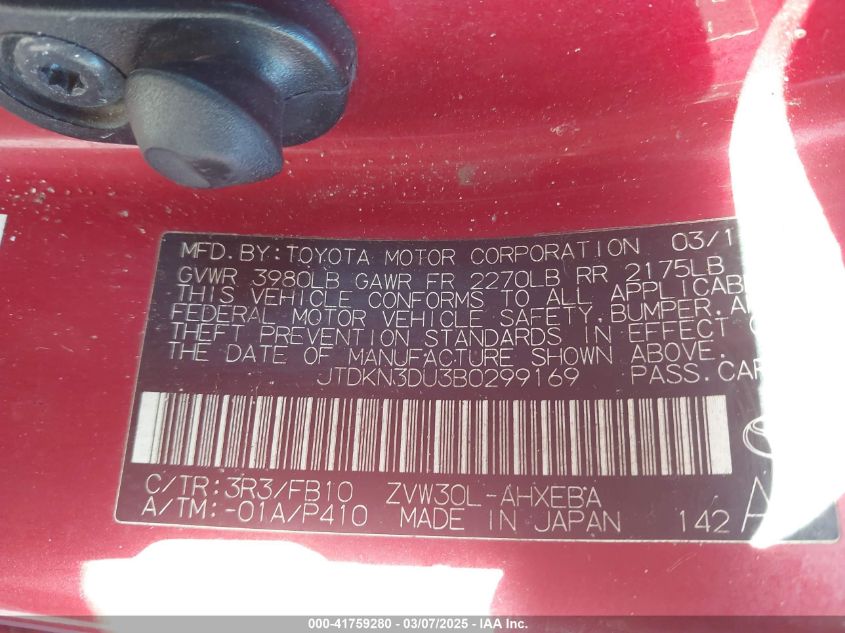 MFD. BY: TOYOTA MOTOR CORPORATION 03/1
GVWR 3980LB GAWR FR 2270LB RR 2175LB
THIS VEHICLE CONFORMS TO ALL APPLICAB
FEDERAL MOTOR VEHICLE SAFETY, BUMPER, A
THEFT PREVENTION STANDARDS IN EFFECT
THE DATE OF MANUFACTURE SHOWN ABOVE.
JTDKN3DU3B0299169 PASS. CAR
C/TR: 3R3/FB10 ZVW30L-AHXEBA
A/TM: -01A/P410 MADE IN JAPAN 142 A
000-41759280 - 03/07/2025 - IAA Inc.